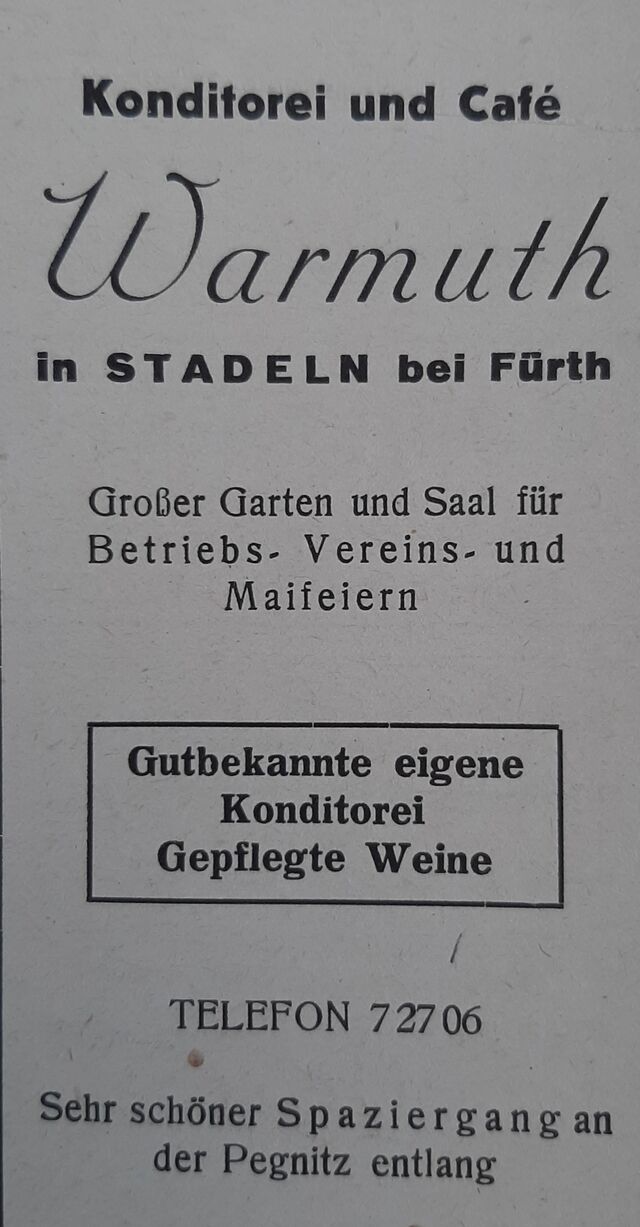 Konditorei und Café
Warmuth
in STADELN bei Fürth
Großer Garten und Saal für
Betriebs- Vereins- und
Maifeiern
Gutbekannte eigene
Konditorei
Gepflegte Weine
TELEFON 72706
Sehr schöner Spaziergang an
der Pegnitz entlang